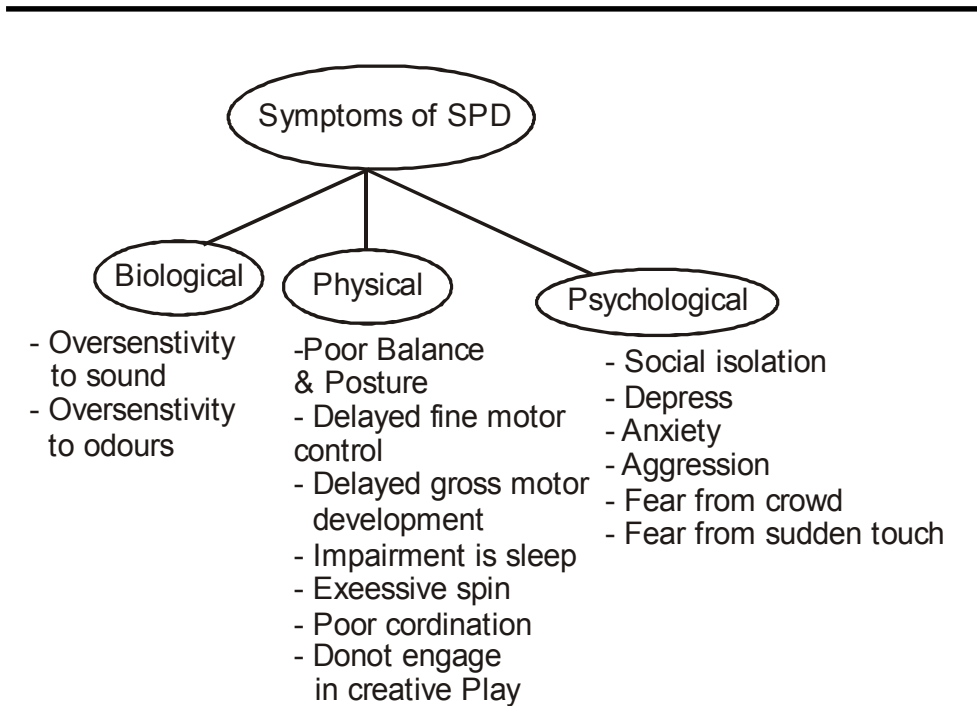 Symptoms of SPD
Biological
- Oversenstivity
to sound
- Oversenstivity
to odours
Physical
-Poor Balance
& Posture
- Delayed fine motor
control
- Delayed gross motor
development
- Impairment is sleep
- Exeessive spin
- Poor cordination
- Donot engage
in creative Play
Psychological
- Social isolation
- Depress
- Anxiety
- Aggression
- Fear from crowd
- Fear from sudden touch